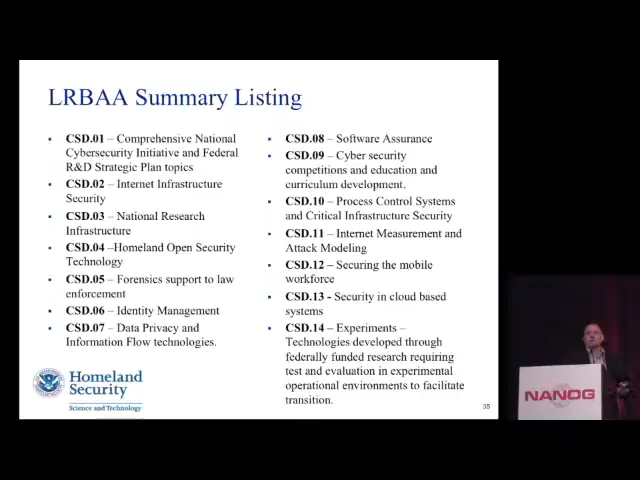 LRBAA Summary Listing
CSD.01 – Comprehensive National
Cybersecurity Initiative and Federal
R&D Strategic Plan topics
CSD.02 – Internet Infrastructure
Security
CSD.03 – National Research
Infrastructure
CSD.04 –Homeland Open Security
Technology
CSD.05 – Forensics support to law
enforcement
CSD.06 – Identity Management
CSD.07 – Data Privacy and
Information Flow technologies.
CSD.08 – Software Assurance
CSD.09 – Cyber security
competitions and education and
curriculum development.
CSD.10 – Process Control Systems
and Critical Infrastructure Security
CSD.11 – Internet Measurement and
Attack Modeling
CSD.12 – Securing the mobile
workforce
CSD.13 - Security in cloud based
systems
CSD.14 – Experiments –
Technologies developed through
federally funded research requiring
test and evaluation in experimental
operational environments to facilitate
transition.
Homeland
Security
Science and Technology
35
NANOG